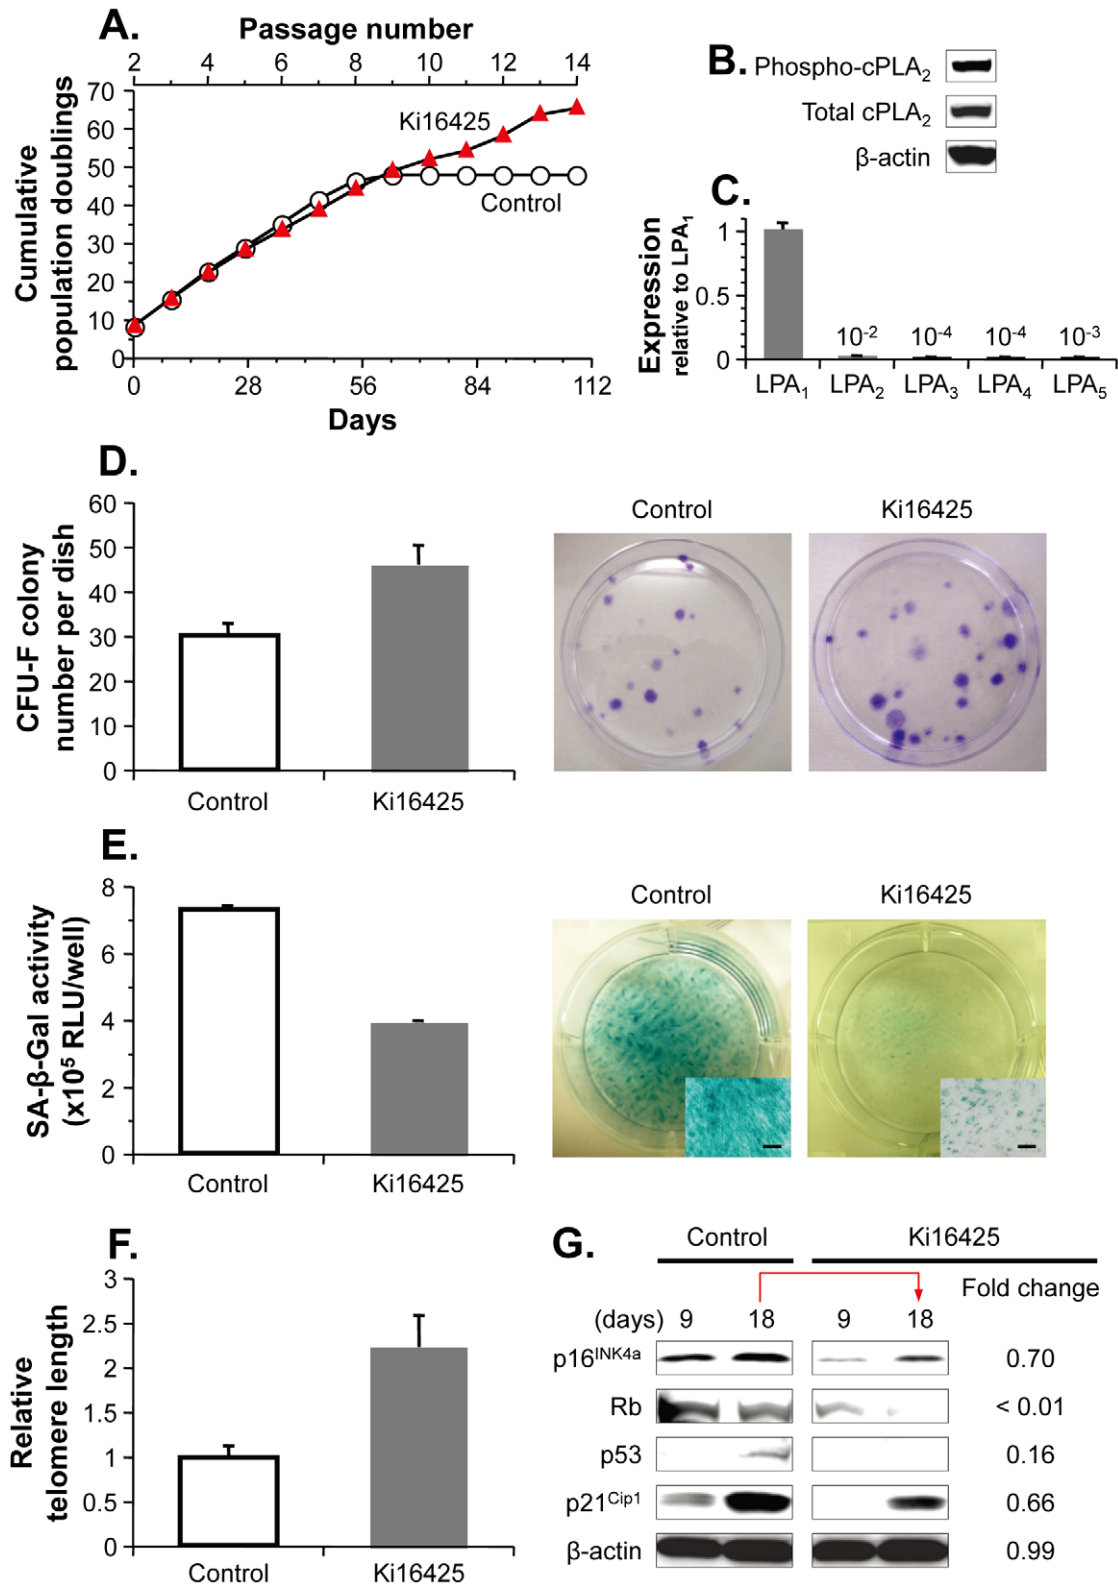 A.
Passage number
2 4 6 8 10 12 14
Cumulative
population doublings
70
60
50
40
30
20
10
0
Ki16425
Control
0 28 56 84 112
Days
B.
Phospho-cPLA₂
Total cPLA₂
β-actin
C.
Expression
relative to LPA₁
1
0.5
0
10⁻² 10⁻⁴ 10⁻⁴ 10⁻³
LPA₁ LPA₂ LPA₃ LPA₄ LPA₅
D.
CFU-F colony
number per dish
60
50
40
30
20
10
0
Control Ki16425
Control Ki16425
E.
SA-β-Gal activity
(x10⁵ RLU/well)
8
6
4
2
0
Control Ki16425
Control Ki16425
F.
Relative
telomere length
3
2.5
2
1.5
1
0.5
0
Control Ki16425
G.
Control Ki16425
Fold change
(days) 9 18 9 18
p16ᴵᴺᴷ⁴ᵃ 0.70
Rb < 0.01
p53 0.16
p21ᶜⁱᵖ¹ 0.66
β-actin 0.99